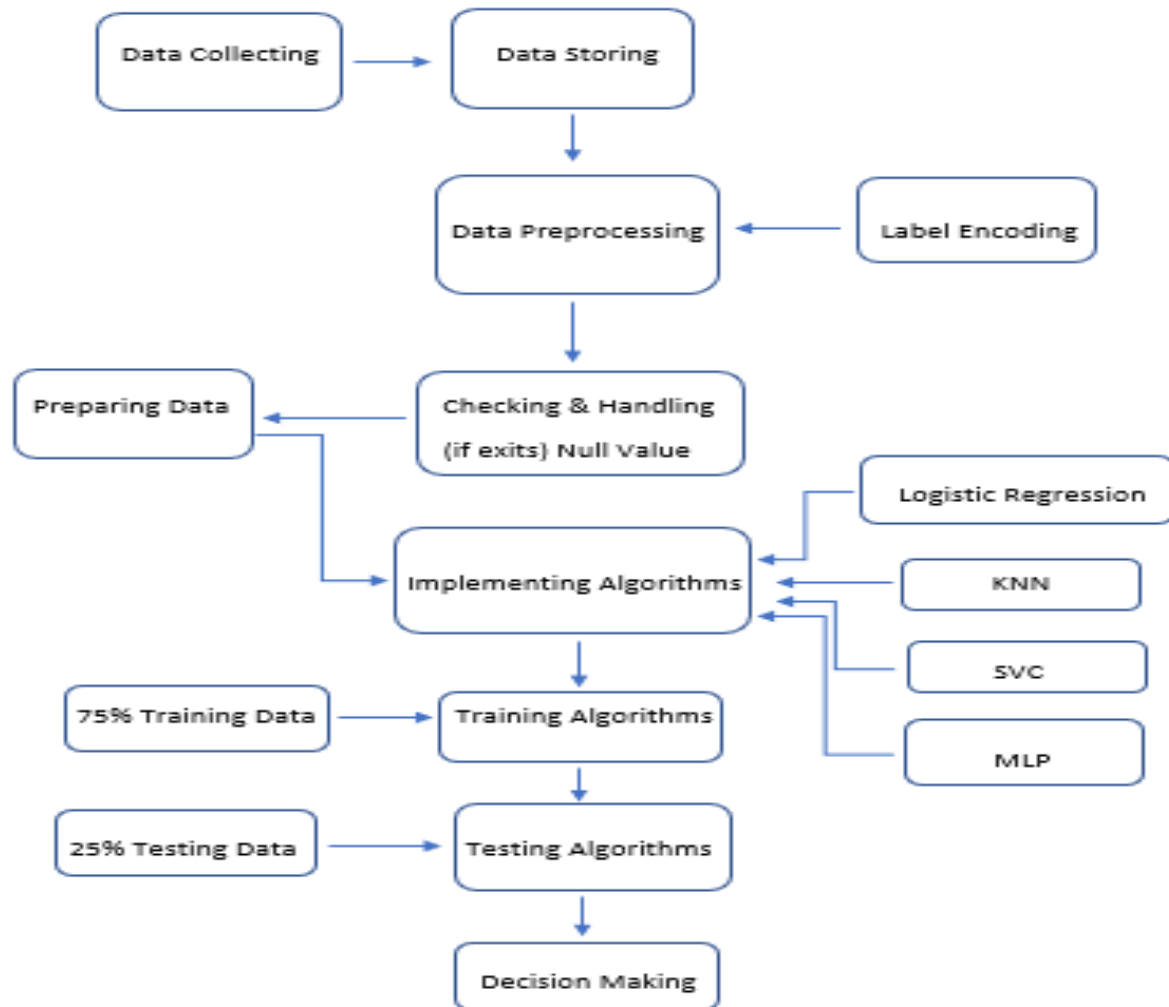 Data Collecting
Data Storing
Data Preprocessing
Label Encoding
Preparing Data
Checking & Handling
(if exits) Null Value
Logistic Regression
Implementing Algorithms
KNN
SVC
75% Training Data
Training Algorithms
MLP
25% Testing Data
Testing Algorithms
Decision Making